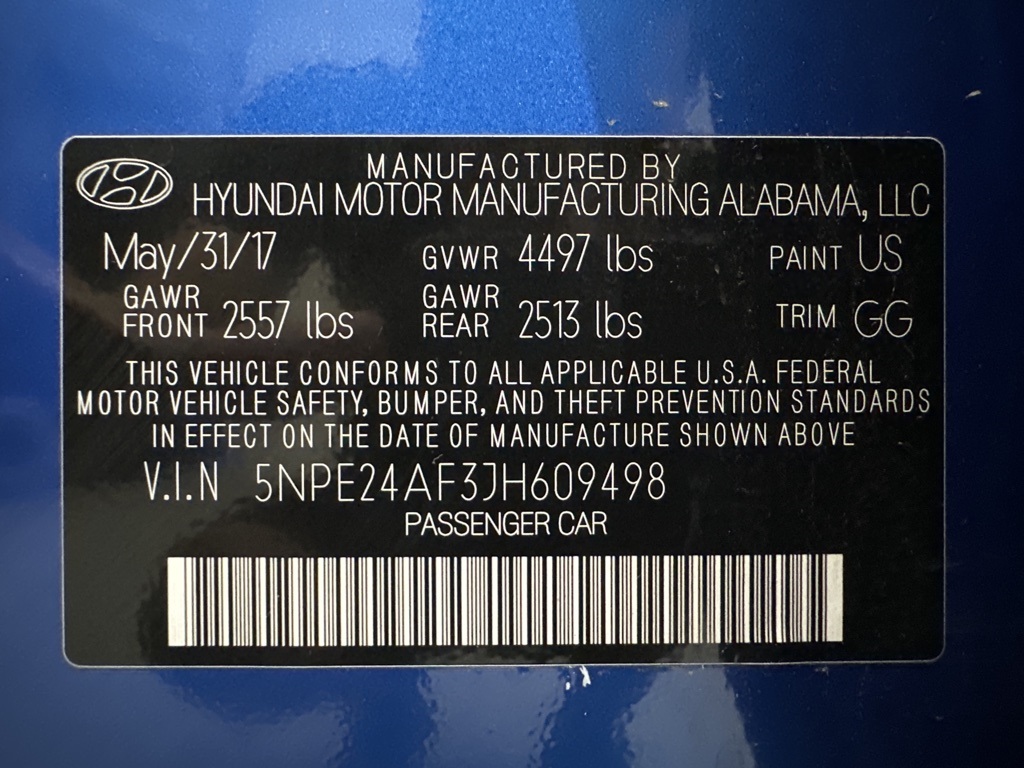 MANUFACTURED BY
HYUNDAI MOTOR MANUFACTURING ALABAMA, LLC
May/31/17 GVWR 4497 lbs PAINT US
GAWR FRONT 2557 lbs GAWR REAR 2513 lbs TRIM GG
THIS VEHICLE CONFORMS TO ALL APPLICABLE U.S.A. FEDERAL
MOTOR VEHICLE SAFETY, BUMPER, AND THEFT PREVENTION STANDARDS
IN EFFECT ON THE DATE OF MANUFACTURE SHOWN ABOVE
V.I.N 5NPE24AF3JH609498
PASSENGER CAR